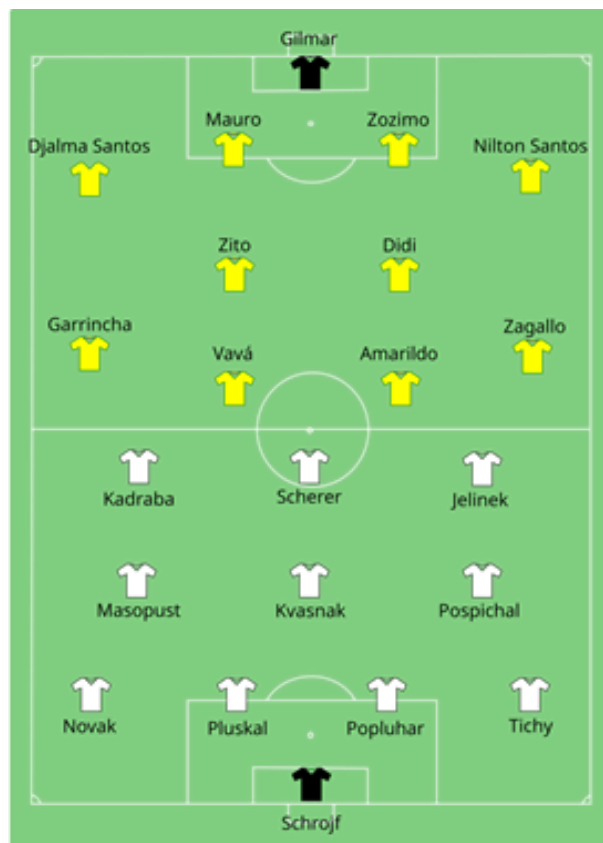 Gilmar
Mauro
Zozimo
Djalma Santos
Nilton Santos
Zito
Didi
Garrincha
Zagallo
Vavá
Amarildo
Kadraba
Scherer
Jelinek
Masopust
Kvasnak
Pospichal
Novak
Pluskal
Popluhar
Tichy
Schrojf